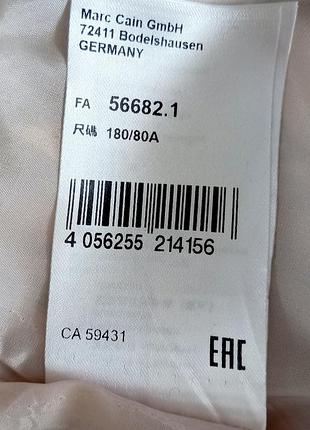 Marc Cain GmbH
72411 Bodelshausen
GERMANY
FA 56682.1
尺碼 180/80A
4 056255 214156
CA 59431
EAC